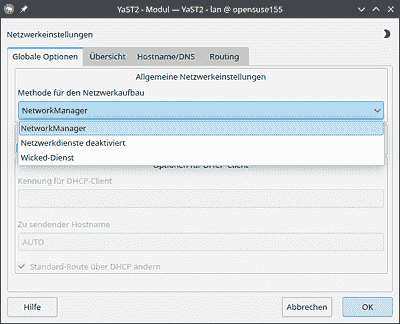 YaST2 - Modul — YaST2 - lan @ opensuse155
Netzwerkeinstellungen
Globale Optionen Übersicht Hostname/DNS Routing
Allgemeine Netzwerkeinstellungen
Methode für den Netzwerkaufbau
NetworkManager
NetworkManager
Netzwerkdienste deaktiviert
Wicked-Dienst
Optionen für DHCP-Client
Kennung für DHCP-Client
Zu sendender Hostname
AUTO
Standard-Route über DHCP ändern
Hilfe Abbrechen OK